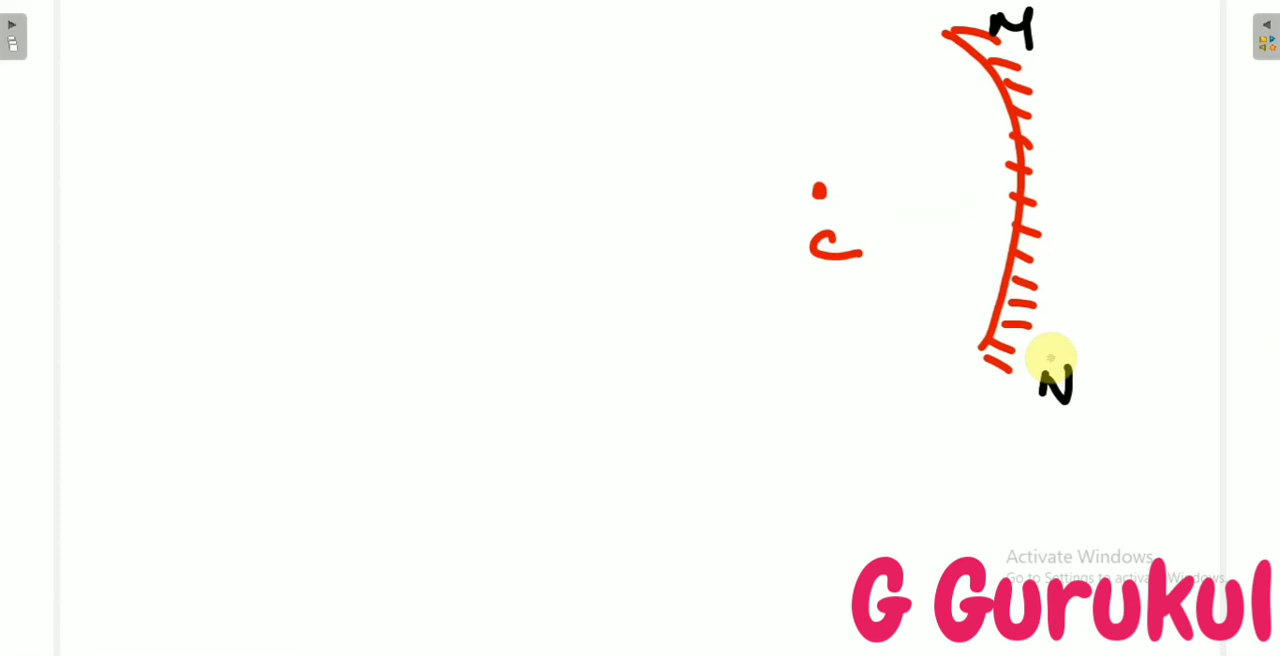 M
C
N
Activate Windows
Go to Settings to activate Windows.
G Gurukul